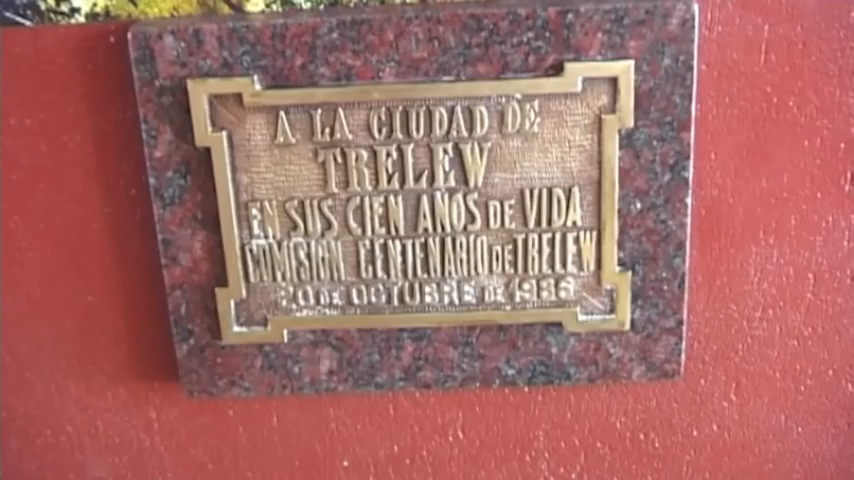 A LA CIUDAD DE
TRELEW
EN SUS CIEN AÑOS DE VIDA
COMISION CENTENARIO DE TRELEW
20 DE OCTUBRE DE 1986